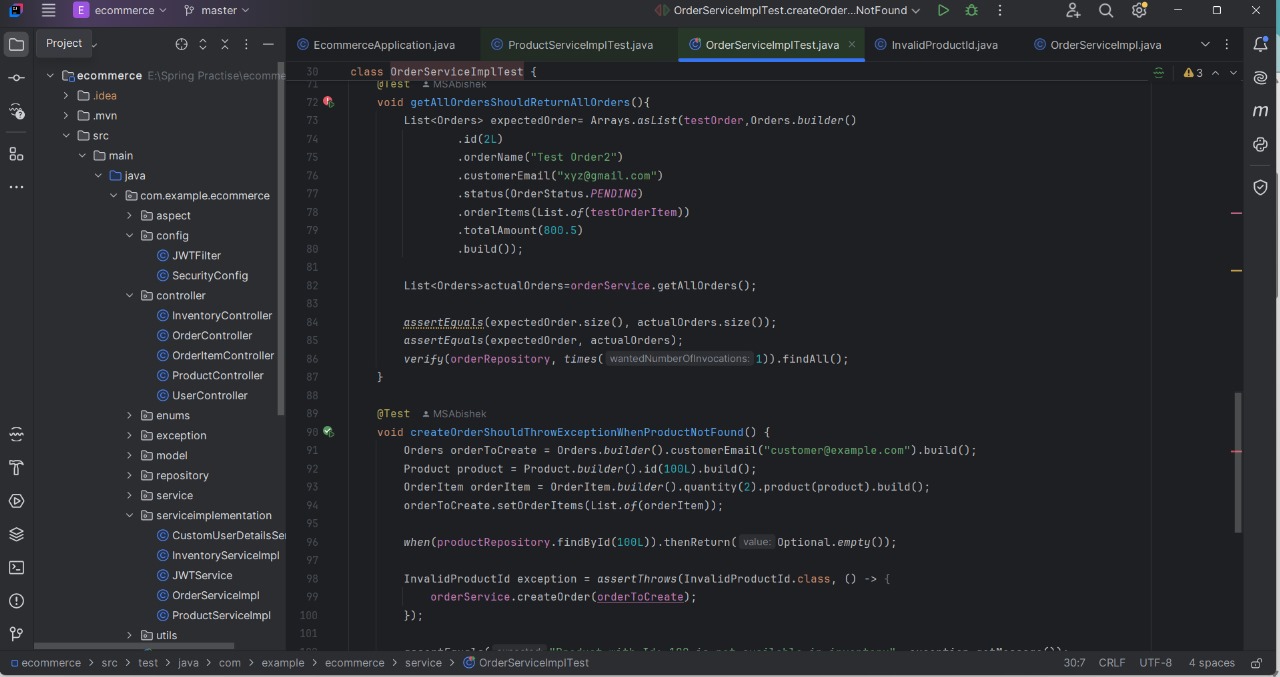 E ecommerce
master
OrderServiceImplTest.createOrder...NotFound
Project
EcommerceApplication.java
ProductServiceImplTest.java
OrderServiceImplTest.java
InvalidProductId.java
OrderServiceImpl.java
ecommerce E:\Spring Practise\ecomme
.idea
.mvn
src
main
java
com.example.ecommerce
aspect
config
JWTFilter
SecurityConfig
controller
InventoryController
OrderController
OrderItemController
ProductController
UserController
enums
exception
model
repository
service
serviceimplementation
CustomUserDetailsSe
InventoryServiceImpl
JWTService
OrderServiceImpl
ProductServiceImpl
utils
30 class OrderServiceImplTest {
3
71 @Test MSAbishek
72 void getAllOrdersShouldReturnAllOrders(){
73 List<Orders> expectedOrder= Arrays.asList(testOrder,Orders.builder()
74 .id(2L)
75 .orderName("Test Order2")
76 .customerEmail("xyz@gmail.com")
77 .status(OrderStatus.PENDING)
78 .orderItems(List.of(testOrderItem))
79 .totalAmount(800.5)
80 .build());
81
82 List<Orders>actualOrders=orderService.getAllOrders();
83
84 assertEquals(expectedOrder.size(), actualOrders.size());
85 assertEquals(expectedOrder, actualOrders);
86 verify(orderRepository, times( wantedNumberOfInvocations: 1)).findAll();
87 }
88
89 @Test MSAbishek
90 void createOrderShouldThrowExceptionWhenProductNotFound() {
91 Orders orderToCreate = Orders.builder().customerEmail("customer@example.com").build();
92 Product product = Product.builder().id(100L).build();
93 OrderItem orderItem = OrderItem.builder().quantity(2).product(product).build();
94 orderToCreate.setOrderItems(List.of(orderItem));
95
96 when(productRepository.findById(100L)).thenReturn( value: Optional.empty());
97
98 InvalidProductId exception = assertThrows(InvalidProductId.class, () -> {
99 orderService.createOrder(orderToCreate);
100 });
101
ecommerce > src > test > java > com > example > ecommerce > service > OrderServiceImplTest
30:7 CRLF UTF-8 4 spaces